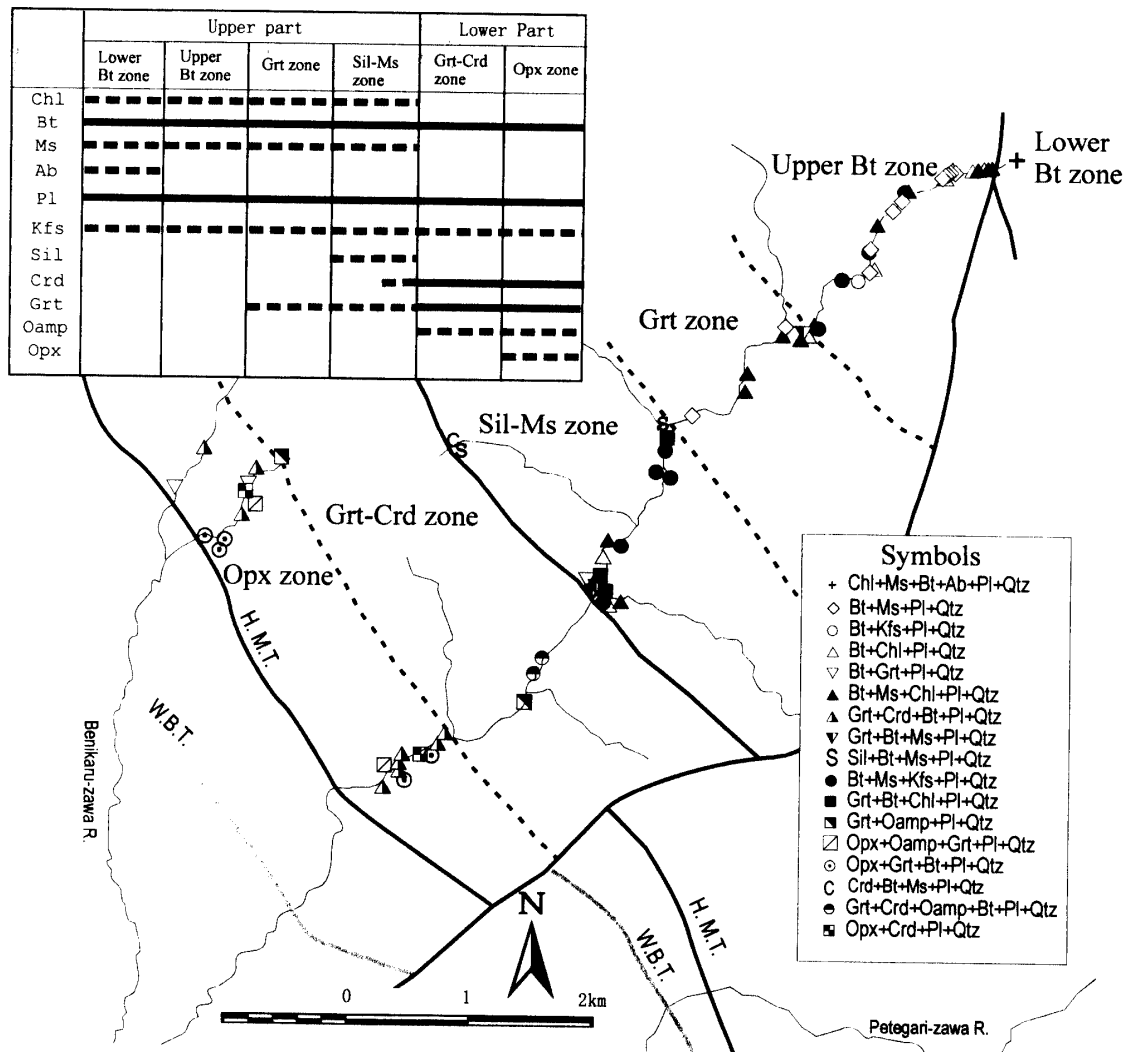 Upper part Lower Part
Lower Bt zone Upper Bt zone Grt zone Sil-Ms zone Grt-Crd zone Opx zone
Chl
Bt
Ms
Ab
Pl
Kfs
Sil
Crd
Grt
Oamp
Opx
Upper Bt zone
Lower
Bt zone
Grt zone
Sil-Ms zone
C
S
S
Grt-Crd zone
Opx zone
H. M. T.
W. B. T.
Benikaru-zawa R.
Symbols
Chl+Ms+Bt+Ab+Pl+Qtz
Bt+Ms+Pl+Qtz
Bt+Kfs+Pl+Qtz
Bt+Chl+Pl+Qtz
Bt+Grt+Pl+Qtz
Bt+Ms+Chl+Pl+Qtz
Grt+Crd+Bt+Pl+Qtz
Grt+Bt+Ms+Pl+Qtz
S Sil+Bt+Ms+Pl+Qtz
Bt+Ms+Kfs+Pl+Qtz
Grt+Bt+Chl+Pl+Qtz
Grt+Oamp+Pl+Qtz
Opx+Oamp+Grt+Pl+Qtz
Opx+Grt+Bt+Pl+Qtz
C Crd+Bt+Ms+Pl+Qtz
Grt+Crd+Oamp+Bt+Pl+Qtz
Opx+Crd+Pl+Qtz
N
H. M. T.
W.B.T.
0 1 2km
Petegari-zawa R.